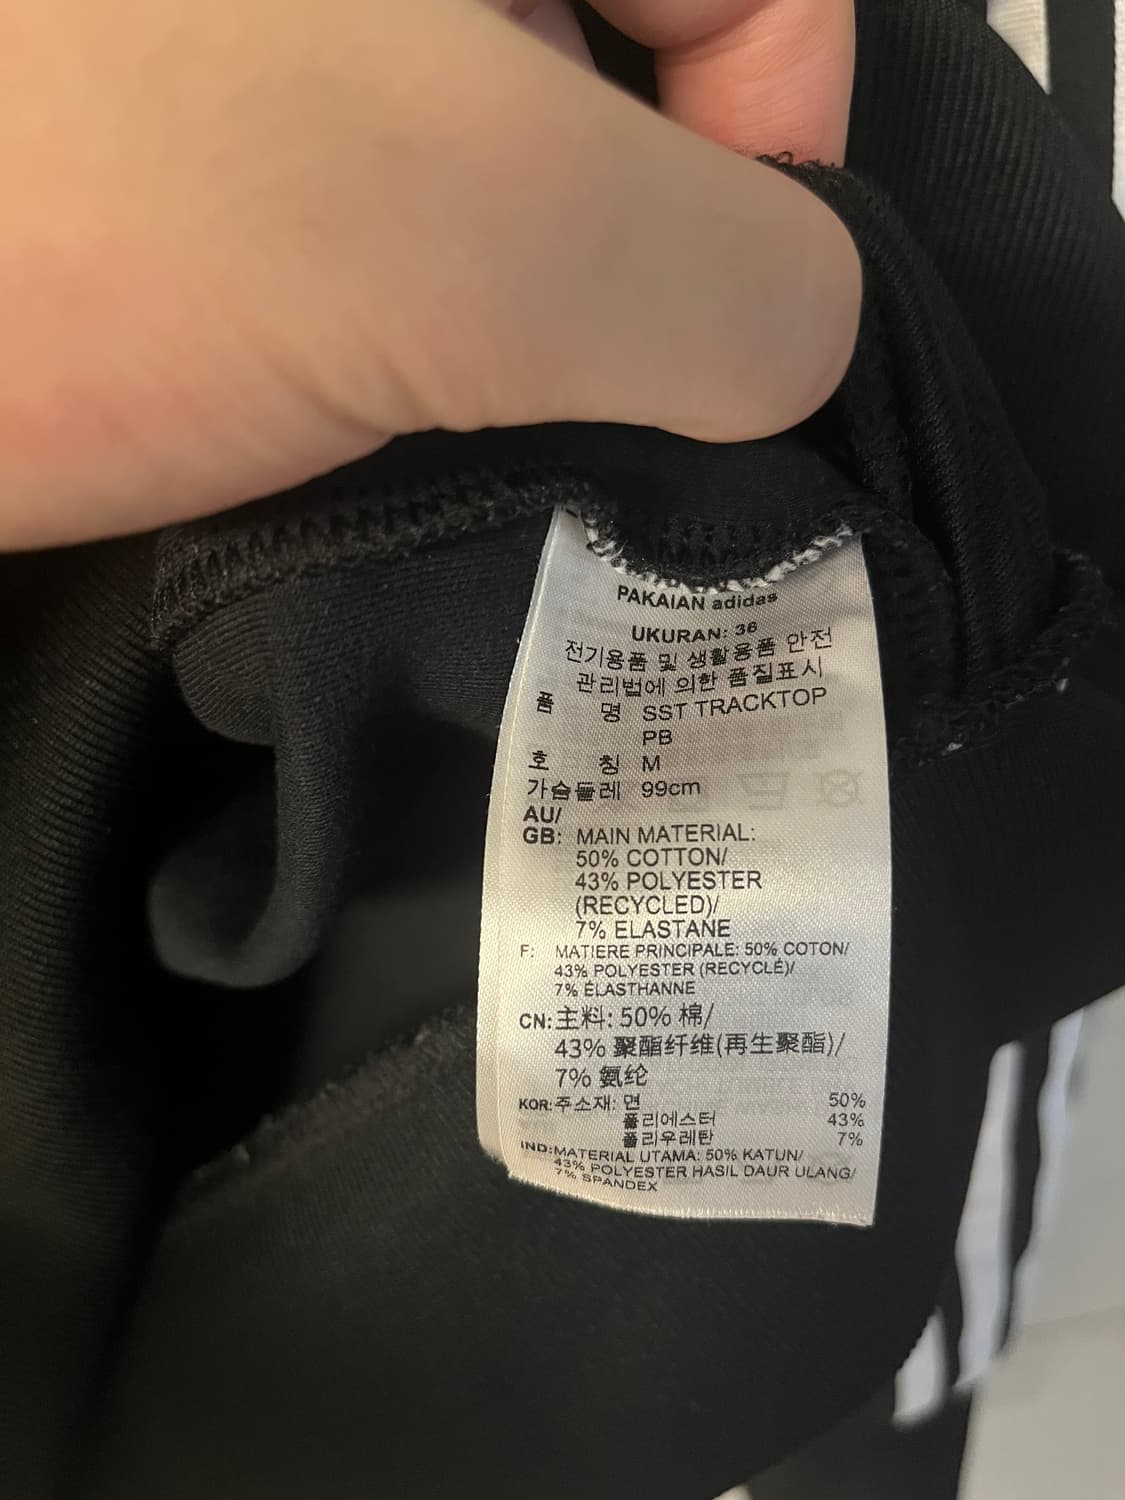 PAKAIAN adidas
UKURAN: 36
전기용품 및 생활용품 안전
관리법에 의한 품질표시
품 명 SST TRACKTOP
PB
호 칭 M
가슴둘레 99cm
AU/
GB: MAIN MATERIAL:
50% COTTON/
43% POLYESTER
(RECYCLED)/
7% ELASTANE
F: MATIERE PRINCIPALE: 50% COTON/
43% POLYESTER (RECYCLÉ)/
7% ÉLASTHANNE
CN: 主料: 50% 棉/
43% 聚酯纤维(再生聚酯)/
7% 氨纶
KOR: 주소재: 면 50%
폴리에스터 43%
폴리우레탄 7%
IND: MATERIAL UTAMA: 50% KATUN/
43% POLYESTER HASIL DAUR ULANG/
7% SPANDEX